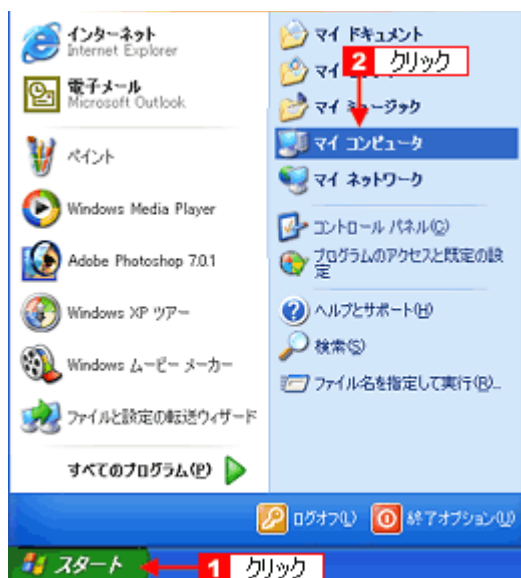 インターネット
Internet Explorer
電子メール
Microsoft Outlook
ペイント
Windows Media Player
Adobe Photoshop 7.0.1
Windows XP ツアー
Windows ムービー メーカー
ファイルと設定の転送ウィザード
すべてのプログラム(P)
マイ ドキュメント
マイ
2 クリック
マイ ミュージック
マイ コンピュータ
マイ ネットワーク
コントロール パネル(C)
プログラムのアクセスと既定の設
定
ヘルプとサポート(H)
検索(S)
ファイル名を指定して実行(R)...
ログオフ(L)
終了オプション(U)
スタート
1 クリック